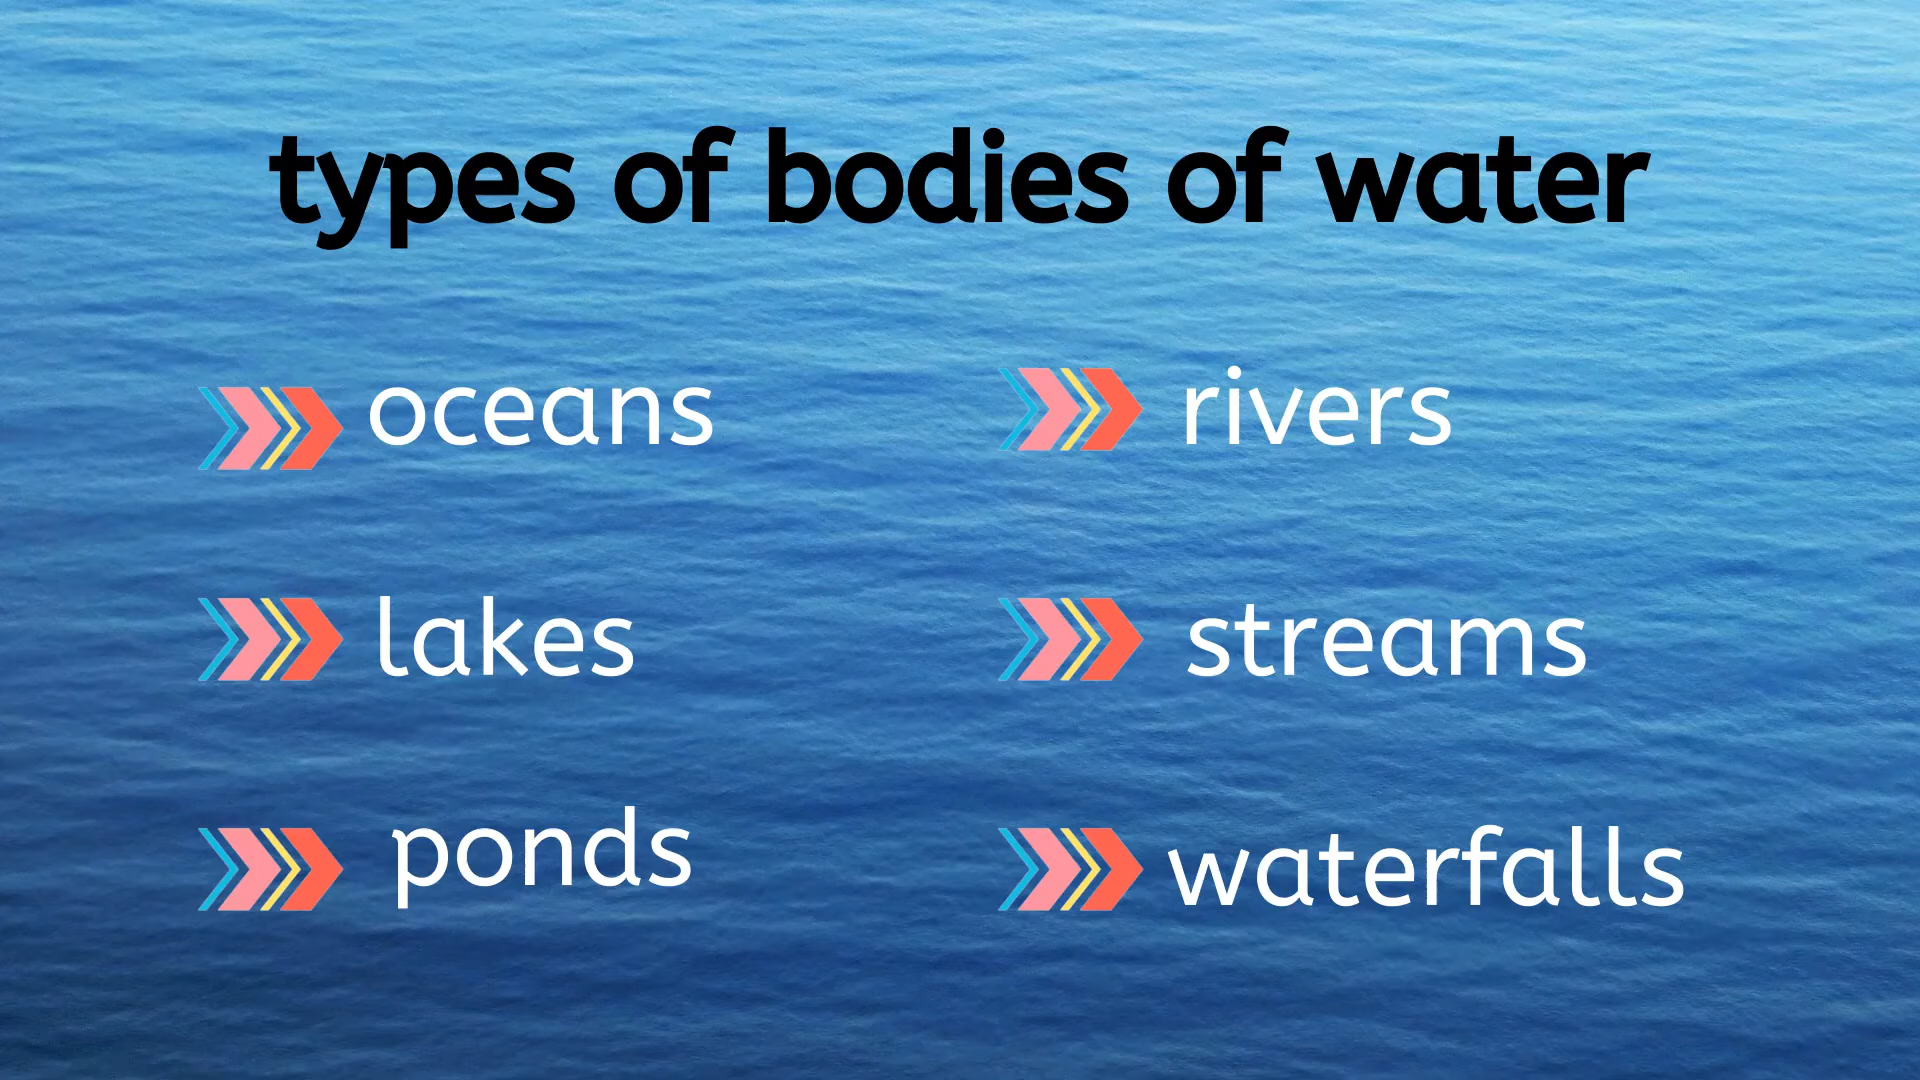 types of bodies of water
oceans
rivers
lakes
streams
ponds
waterfalls